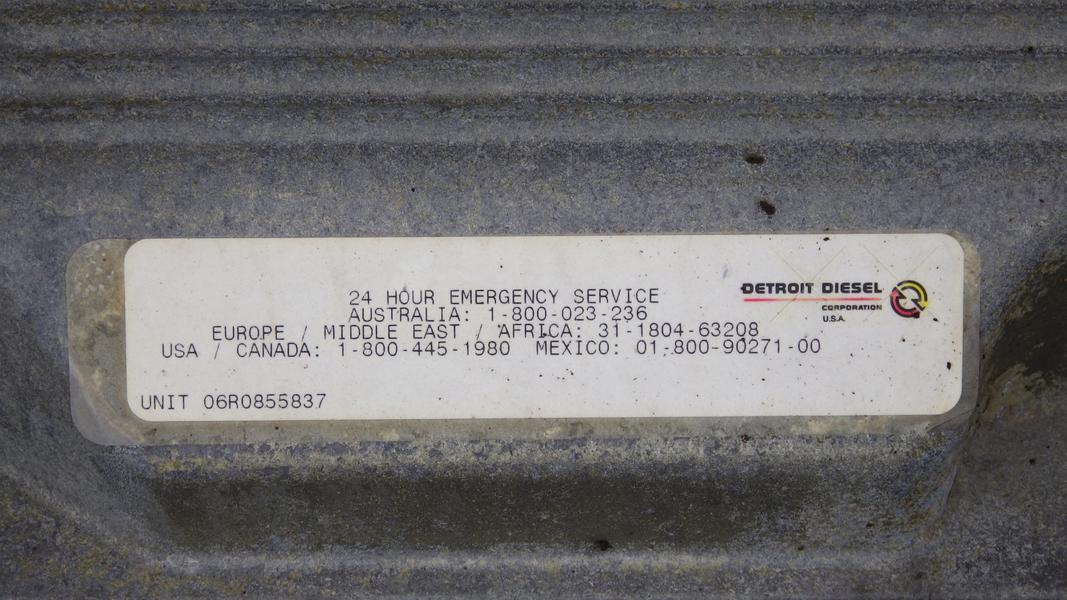 24 HOUR EMERGENCY SERVICE
AUSTRALIA: 1-800-023-236
EUROPE / MIDDLE EAST / AFRICA: 31-1804-63208
USA / CANADA: 1-800-445-1980 MEXICO: 01-800-90271-00
UNIT 06R0855837
DETROIT DIESEL
CORPORATION
U.S.A.